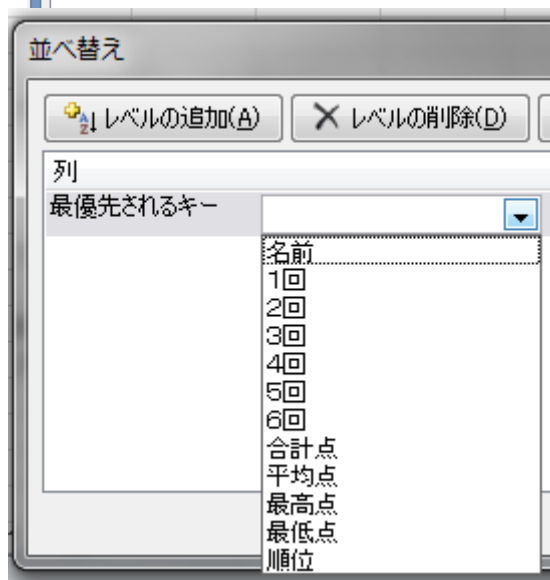 並べ替え
レベルの追加(A) レベルの削除(D)
列
最優先されるキー
名前
1回
2回
3回
4回
5回
6回
合計点
平均点
最高点
最低点
順位